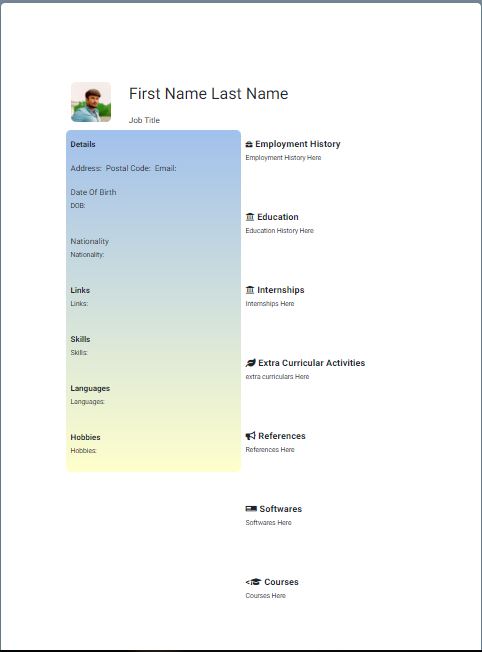 First Name Last Name
Job Title
Details
Address: Postal Code: Email:
Date Of Birth
DOB:
Nationality
Nationality:
Links
Links:
Skills
Skills:
Languages
Languages:
Hobbies
Hobbies:
Employment History
Employment History Here
Education
Education History Here
Internships
Internships Here
Extra Curricular Activities
extra curriculars Here
References
References Here
Softwares
Softwares Here
< Courses
Courses Here